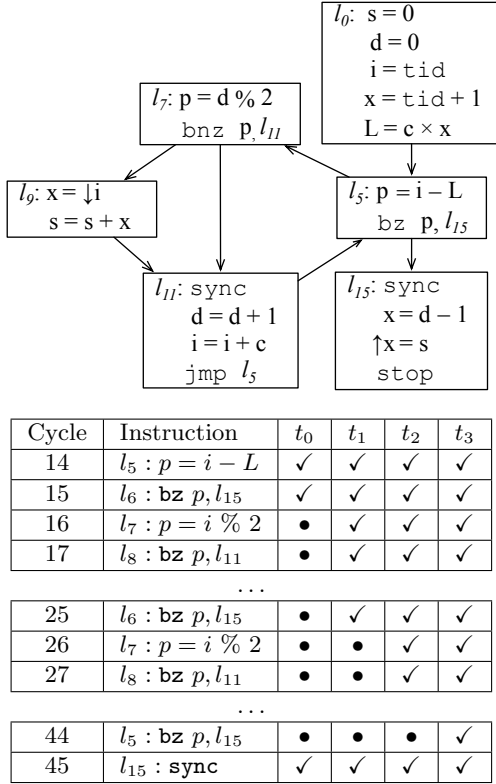 l0: s = 0
d = 0
i = tid
x = tid + 1
L = c × x
l7: p = d % 2
bnz p, l11
l9: x = ↓i
s = s + x
l5: p = i – L
bz p, l15
l11: sync
d = d + 1
i = i + c
jmp l5
l15: sync
x = d – 1
↑x = s
stop
Cycle Instruction t0 t1 t2 t3
14 l5 : p = i − L ✓ ✓ ✓ ✓
15 l6 : bz p, l15 ✓ ✓ ✓ ✓
16 l7 : p = i % 2 • ✓ ✓ ✓
17 l8 : bz p, l11 • ✓ ✓ ✓
...
25 l6 : bz p, l15 • ✓ ✓ ✓
26 l7 : p = i % 2 • • ✓ ✓
27 l8 : bz p, l11 • • ✓ ✓
...
44 l5 : bz p, l15 • • • ✓
45 l15 : sync ✓ ✓ ✓ ✓